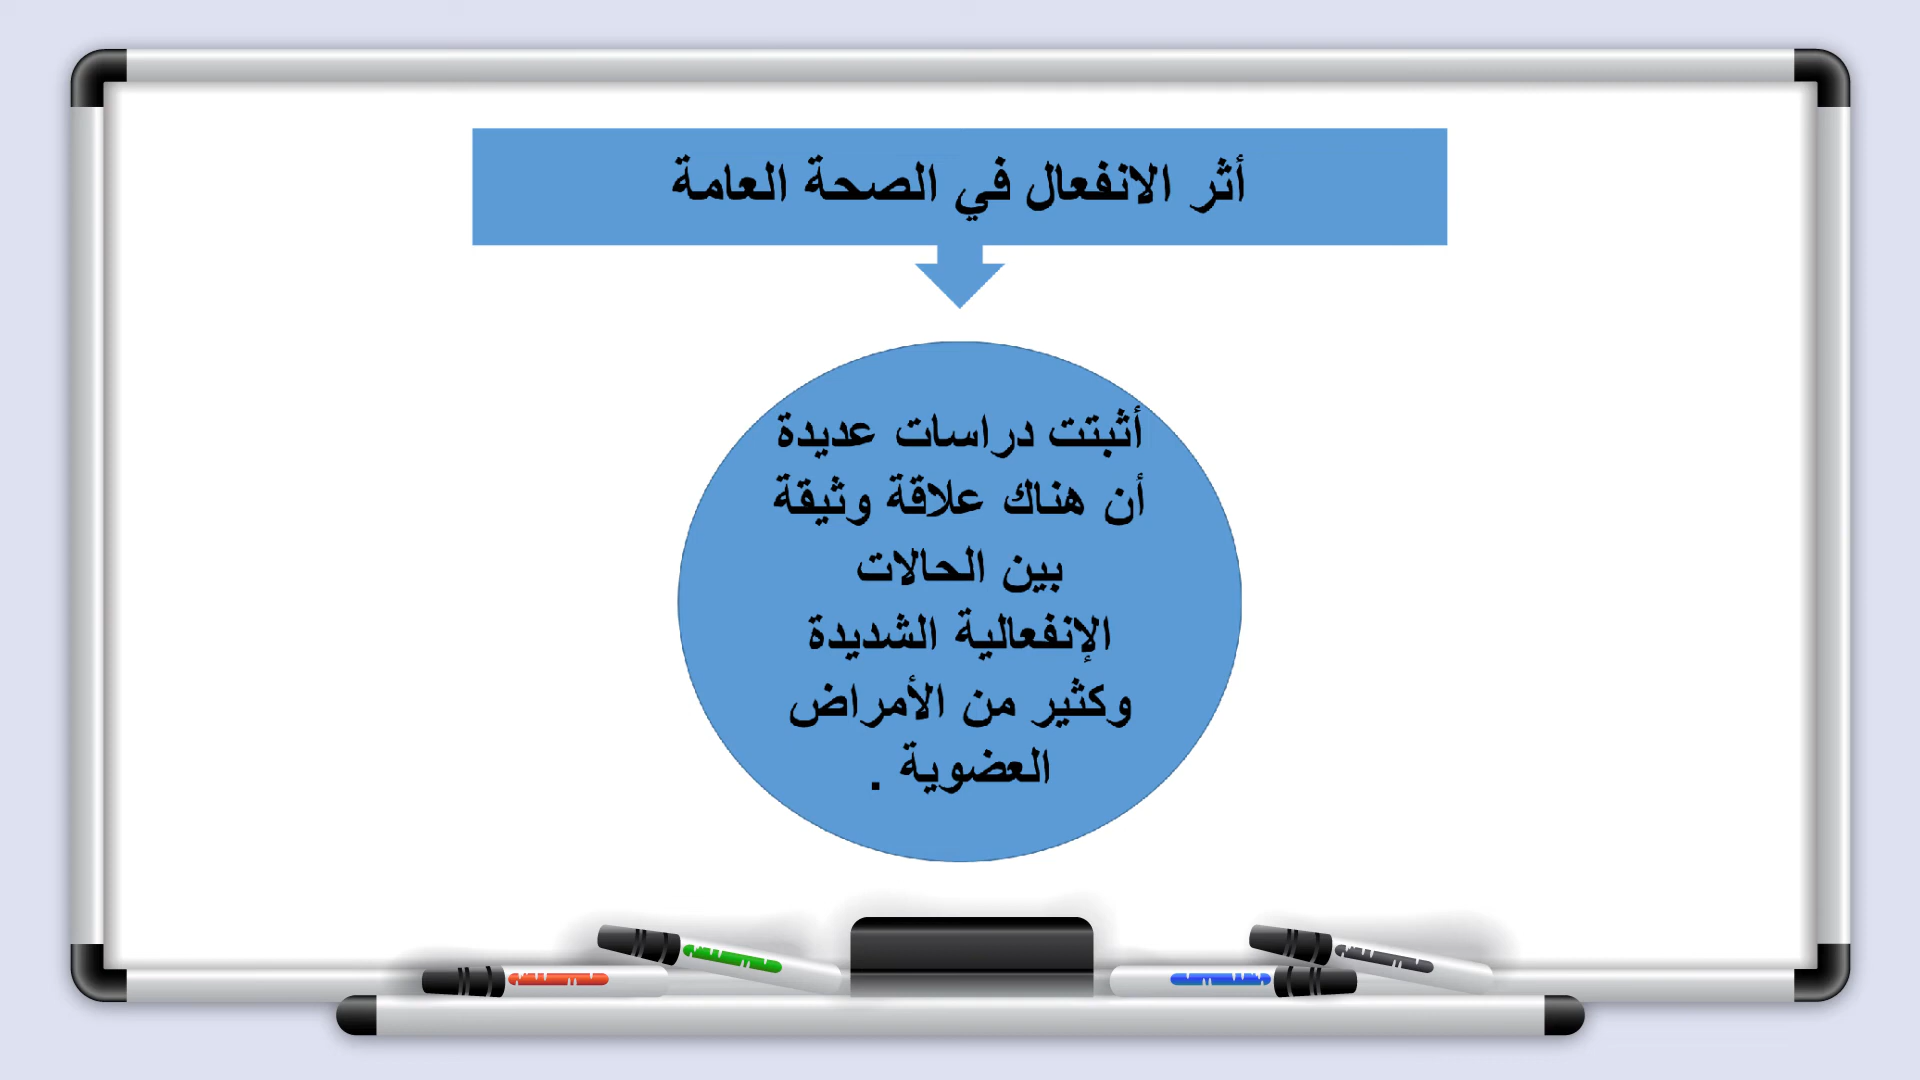 أثر الانفعال في الصحة العامة
أثبتت دراسات عديدة
أن هناك علاقة وثيقة
بين الحالات
الإنفعالية الشديدة
وكثير من الأمراض
العضوية .